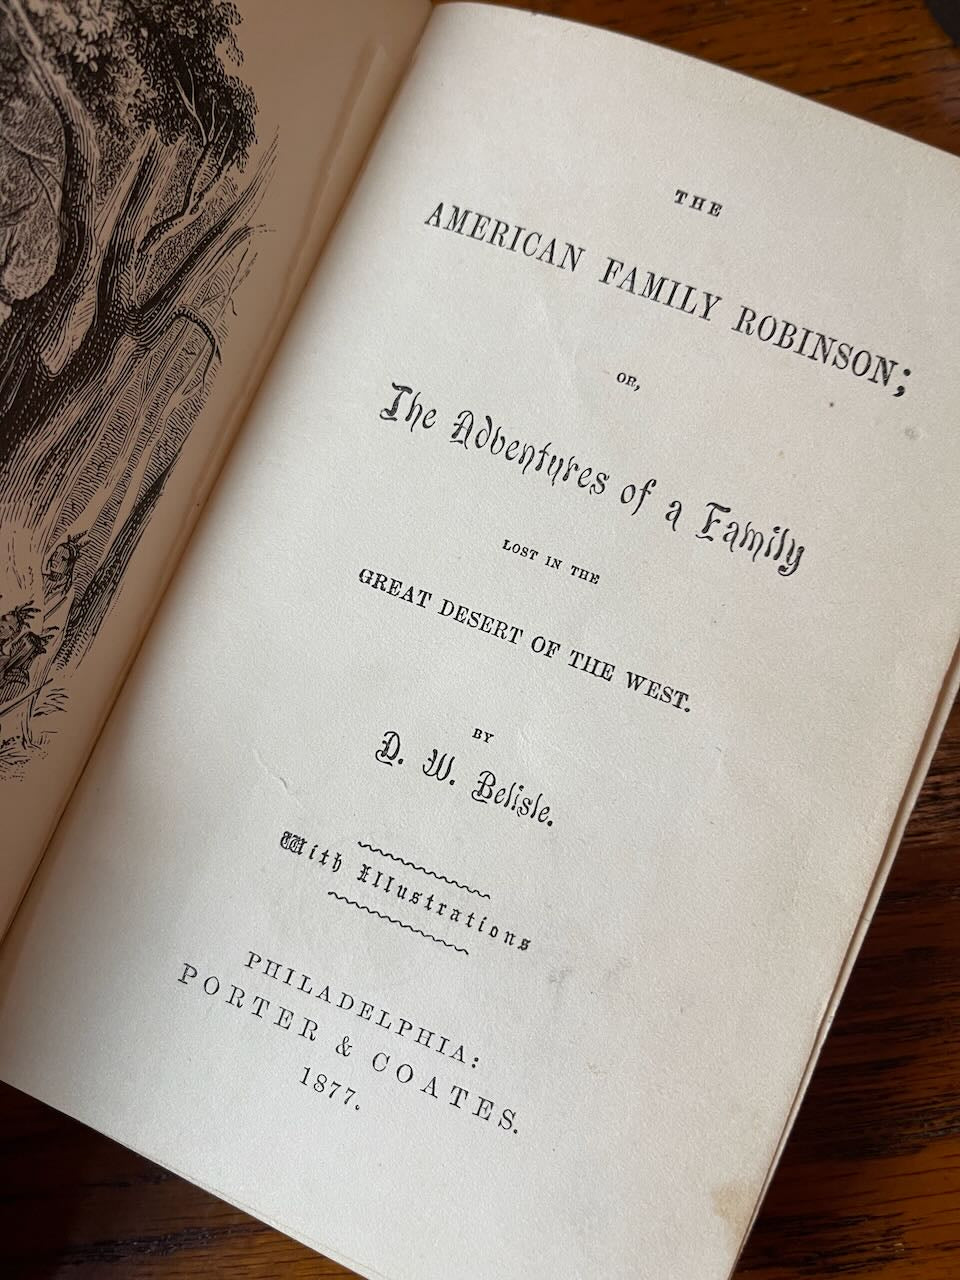 THE
AMERICAN FAMILY ROBINSON;
OR,
The Adventures of a Family
LOST IN THE
GREAT DESERT OF THE WEST.
BY
D. W. Belisle.
With Illustrations
PHILADELPHIA:
PORTER & COATES.
1877.